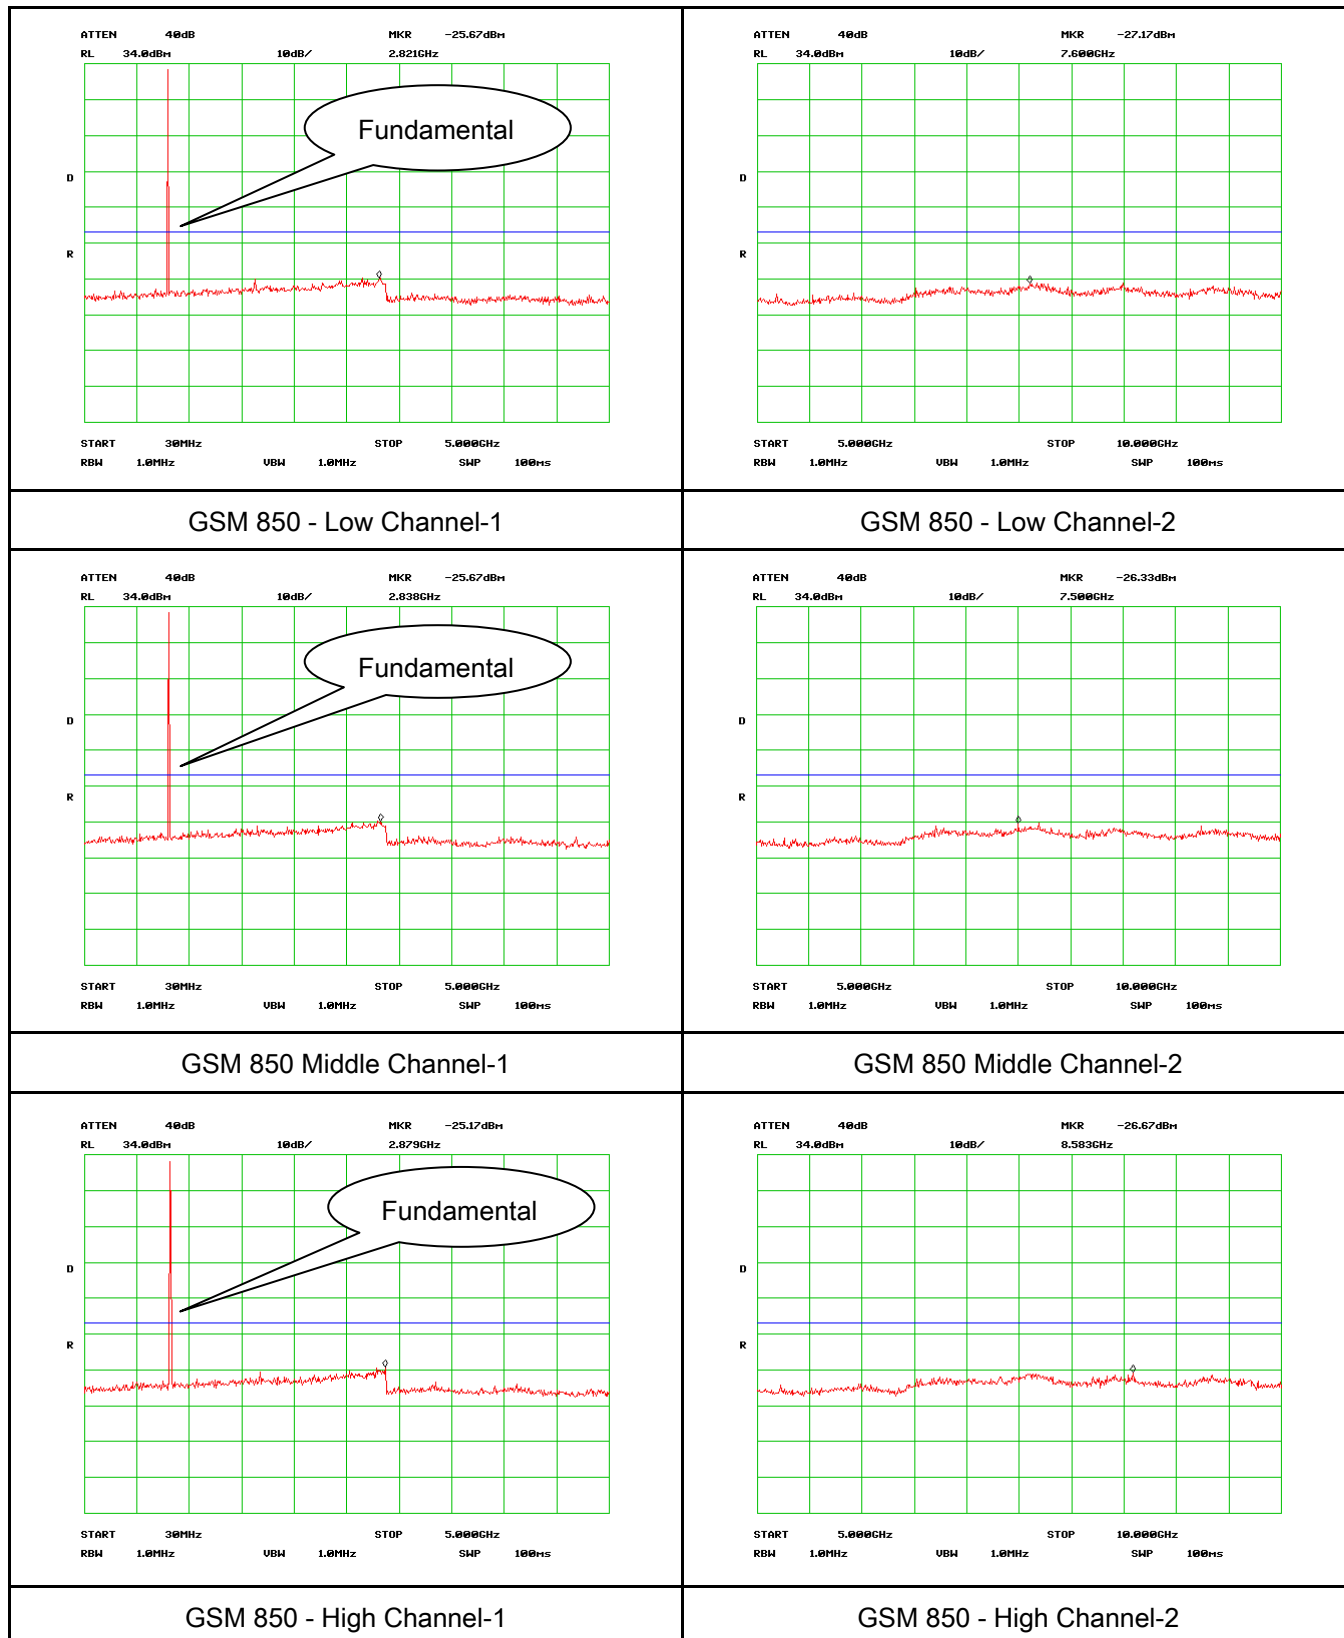 ATTEN 40dB MKR -25.67dBm
RL 34.0dBm 10dB/ 2.821GHz
Fundamental
D
R
START 30MHz STOP 5.000GHz
RBW 1.0MHz VBW 1.0MHz SWP 100ms
GSM 850 - Low Channel-1
ATTEN 40dB MKR -27.17dBm
RL 34.0dBm 10dB/ 7.600GHz
D
R
START 5.000GHz STOP 10.000GHz
RBW 1.0MHz VBW 1.0MHz SWP 100ms
GSM 850 - Low Channel-2
ATTEN 40dB MKR -25.67dBm
RL 34.0dBm 10dB/ 2.838GHz
Fundamental
D
R
START 30MHz STOP 5.000GHz
RBW 1.0MHz VBW 1.0MHz SWP 100ms
GSM 850 Middle Channel-1
ATTEN 40dB MKR -26.33dBm
RL 34.0dBm 10dB/ 7.500GHz
D
R
START 5.000GHz STOP 10.000GHz
RBW 1.0MHz VBW 1.0MHz SWP 100ms
GSM 850 Middle Channel-2
ATTEN 40dB MKR -25.17dBm
RL 34.0dBm 10dB/ 2.879GHz
Fundamental
D
R
START 30MHz STOP 5.000GHz
RBW 1.0MHz VBW 1.0MHz SWP 100ms
GSM 850 - High Channel-1
ATTEN 40dB MKR -26.67dBm
RL 34.0dBm 10dB/ 8.583GHz
D
R
START 5.000GHz STOP 10.000GHz
RBW 1.0MHz VBW 1.0MHz SWP 100ms
GSM 850 - High Channel-2